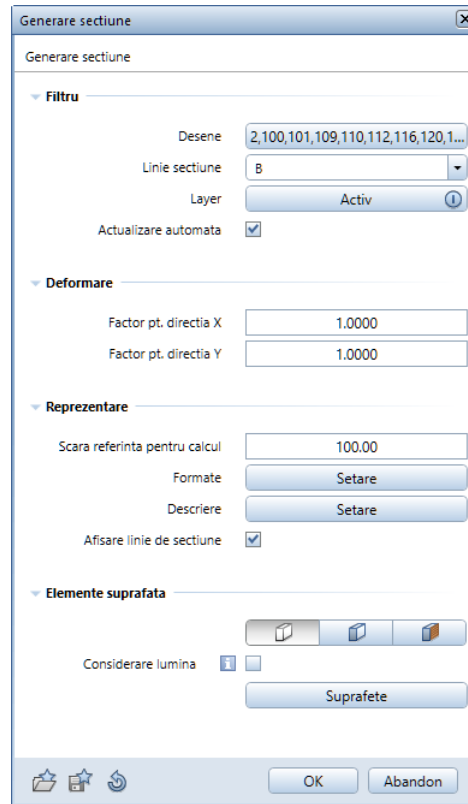 Generare sectiune
Generare sectiune
Filtru
Desene 2,100,101,109,110,112,116,120,1...
Linie sectiune B
Layer Activ
Actualizare automata
Deformare
Factor pt. directia X 1.0000
Factor pt. directia Y 1.0000
Reprezentare
Scara referinta pentru calcul 100.00
Formate Setare
Descriere Setare
Afisare linie de sectiune
Elemente suprafata
Considerare lumina
Suprafete
OK Abandon